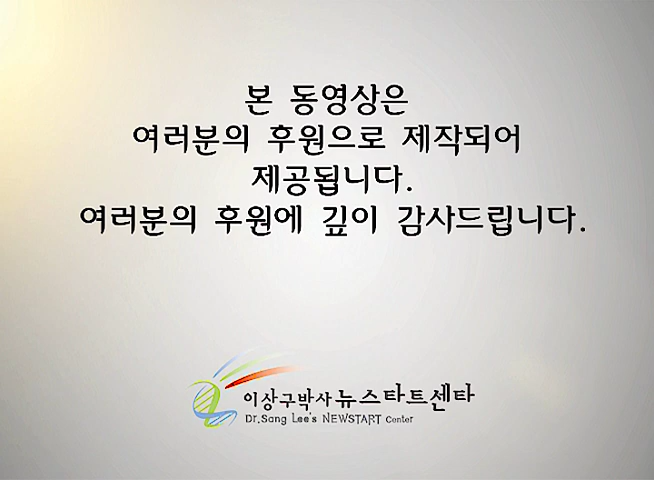 본 동영상은
여러분의 후원으로 제작되어
제공됩니다.
여러분의 후원에 깊이 감사드립니다.
이상구박사 뉴스타트센타
Dr.Sang Lee's NEWSTART Center